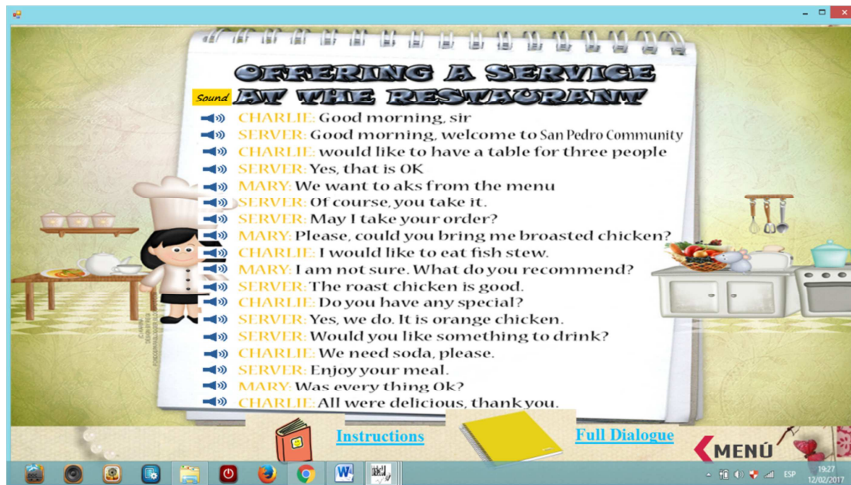 OFFERING A SERVICE
Sound AT THE RESTAURANT
CHARLIE: Good morning, sir
SERVER: Good morning, welcome to San Pedro Community
CHARLIE: would like to have a table for three people
SERVER: Yes, that is OK
MARY: We want to aks from the menu
SERVER: Of course, you take it.
SERVER: May I take your order?
MARY: Please, could you bring me broasted chicken?
CHARLIE: I would like to eat fish stew.
MARY: I am not sure. What do you recommend?
SERVER: The roast chicken is good.
CHARLIE: Do you have any special?
SERVER: Yes, we do. It is orange chicken.
SERVER: Would you like something to drink?
CHARLIE: We need soda, please.
SERVER: Enjoy your meal.
MARY: Was every thing Ok?
CHARLIE: All were delicious, thank you.
Instructions
Full Dialogue
MENÚ
ESP
19:27
12/02/2017